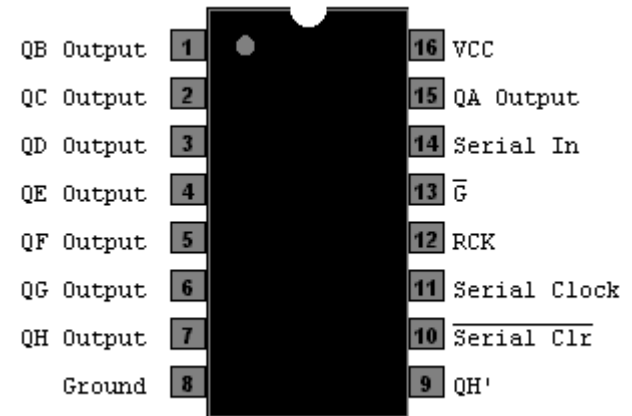 QB Output 1 16 VCC
QC Output 2 15 QA Output
QD Output 3 14 Serial In
QE Output 4 13 G̅
QF Output 5 12 RCK
QG Output 6 11 Serial Clock
QH Output 7 10 S̅e̅r̅i̅a̅l̅ ̅C̅l̅r̅
Ground 8 9 QH'